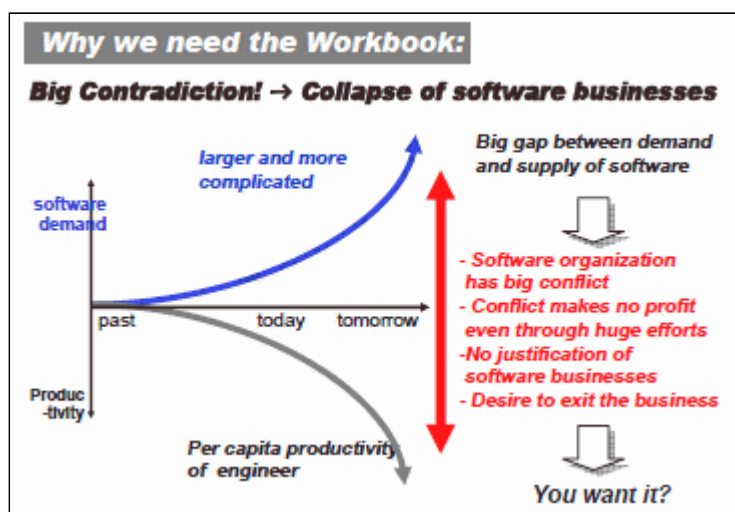 Why we need the Workbook:
Big Contradiction! → Collapse of software businesses
larger and more
complicated
software
demand
past
today
tomorrow
Produc
-tivity
Per capita productivity
of engineer
Big gap between demand
and supply of software
- Software organization
has big conflict
- Conflict makes no profit
even through huge efforts
-No justification of
software businesses
- Desire to exit the business
You want it?